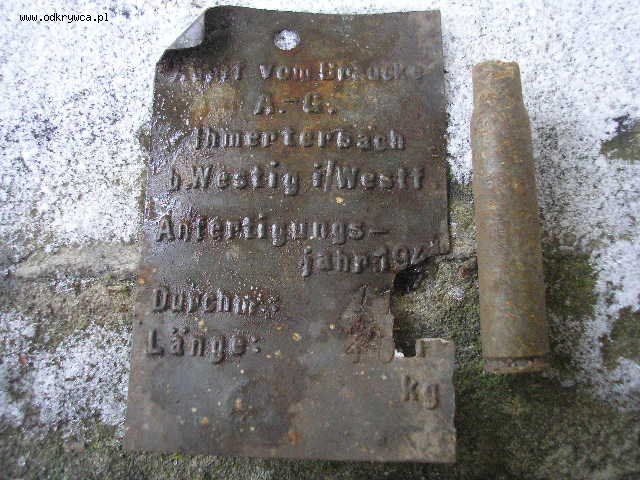 www.odkrywca.pl
vom
A.-G.
Ihmerterbach
b.Westig i/Westf
Anfertigungs-
jahr:
Durchm.:
Länge:
kg